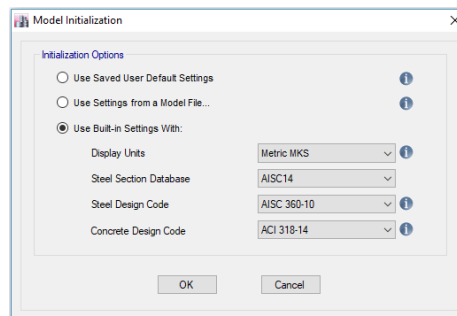 Model Initialization
Initialization Options
Use Saved User Default Settings
Use Settings from a Model File...
Use Built-in Settings With:
Display Units Metric MKS
Steel Section Database AISC14
Steel Design Code AISC 360-10
Concrete Design Code ACI 318-14
OK Cancel